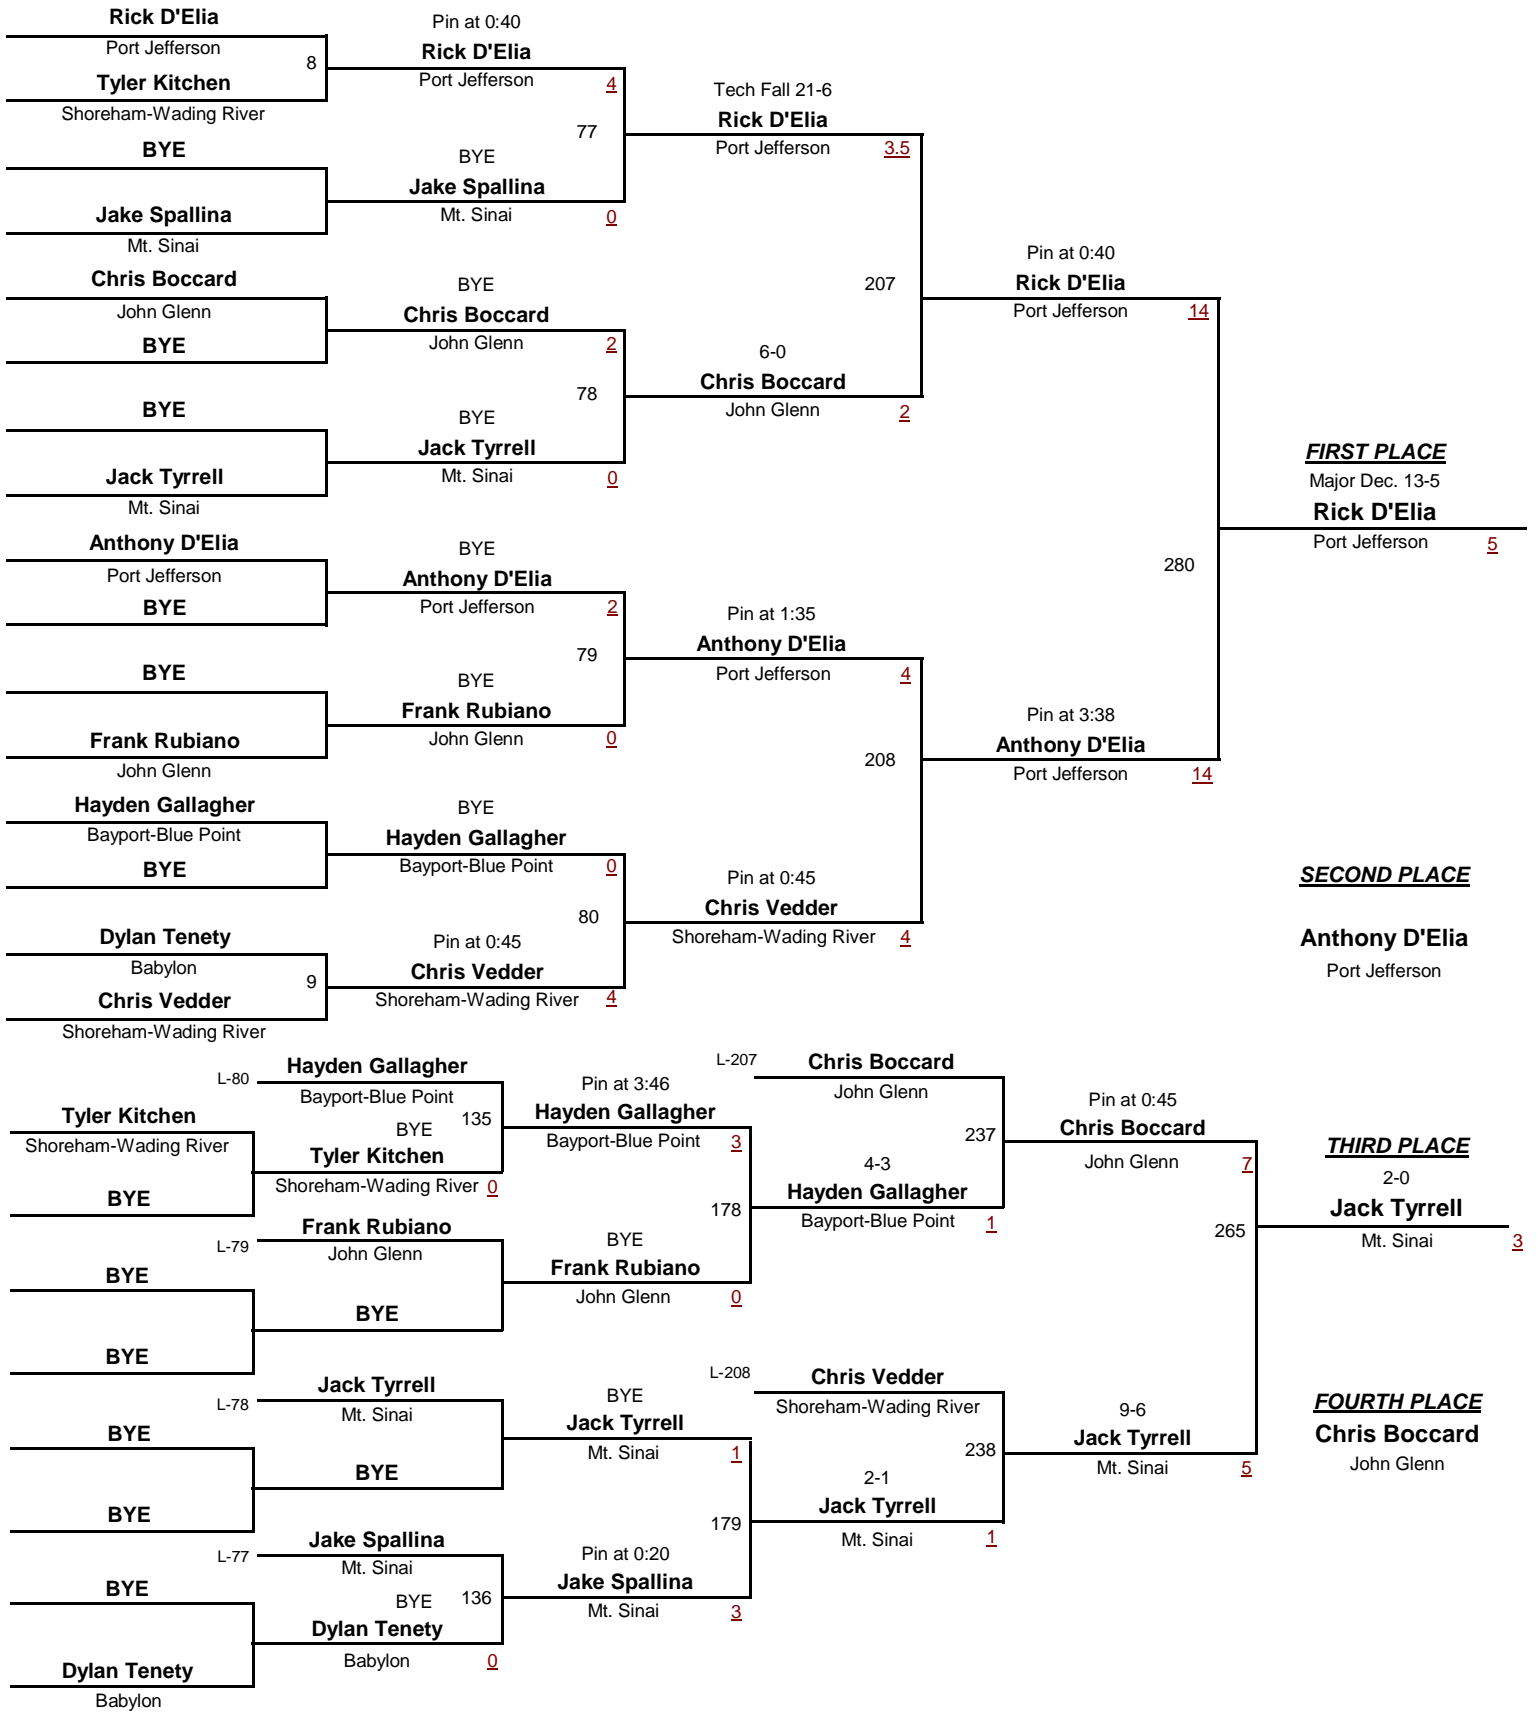 Rick D'Elia
Port Jefferson
8
Tyler Kitchen
Shoreham-Wading River
BYE
Jake Spallina
Mt. Sinai
Chris Boccard
John Glenn
BYE
BYE
Jack Tyrrell
Mt. Sinai
Anthony D'Elia
Port Jefferson
BYE
BYE
Frank Rubiano
John Glenn
Hayden Gallagher
Bayport-Blue Point
BYE
Dylan Tenety
Babylon
9
Chris Vedder
Shoreham-Wading River
Pin at 0:40
Rick D'Elia
Port Jefferson 4
77
BYE
Jake Spallina
Mt. Sinai 0
BYE
Chris Boccard
John Glenn 2
78
BYE
Jack Tyrrell
Mt. Sinai 0
BYE
Anthony D'Elia
Port Jefferson 2
79
BYE
Frank Rubiano
John Glenn 0
BYE
Hayden Gallagher
Bayport-Blue Point 0
80
Pin at 0:45
Chris Vedder
Shoreham-Wading River 4
Tech Fall 21-6
Rick D'Elia
Port Jefferson 3.5
207
6-0
Chris Boccard
John Glenn 2
Pin at 1:35
Anthony D'Elia
Port Jefferson 4
208
Pin at 0:45
Chris Vedder
Shoreham-Wading River 4
Pin at 0:40
Rick D'Elia
Port Jefferson 14
280
Pin at 3:38
Anthony D'Elia
Port Jefferson 14
FIRST PLACE
Major Dec. 13-5
Rick D'Elia
Port Jefferson 5
SECOND PLACE
Anthony D'Elia
Port Jefferson
Tyler Kitchen
Shoreham-Wading River
BYE
BYE
BYE
BYE
BYE
BYE
Dylan Tenety
Babylon
L-80
Hayden Gallagher
Bayport-Blue Point
135
BYE
Tyler Kitchen
Shoreham-Wading River 0
L-79
Frank Rubiano
John Glenn
BYE
L-78
Jack Tyrrell
Mt. Sinai
BYE
L-77
Jake Spallina
Mt. Sinai
136
BYE
Dylan Tenety
Babylon 0
Pin at 3:46
Hayden Gallagher
Bayport-Blue Point 3
178
BYE
Frank Rubiano
John Glenn 0
BYE
Jack Tyrrell
Mt. Sinai 1
179
Pin at 0:20
Jake Spallina
Mt. Sinai 3
L-207
Chris Boccard
John Glenn
237
4-3
Hayden Gallagher
Bayport-Blue Point 1
L-208
Chris Vedder
Shoreham-Wading River
238
2-1
Jack Tyrrell
Mt. Sinai 1
Pin at 0:45
Chris Boccard
John Glenn 7
265
9-6
Jack Tyrrell
Mt. Sinai 5
THIRD PLACE
2-0
Jack Tyrrell
Mt. Sinai 3
FOURTH PLACE
Chris Boccard
John Glenn